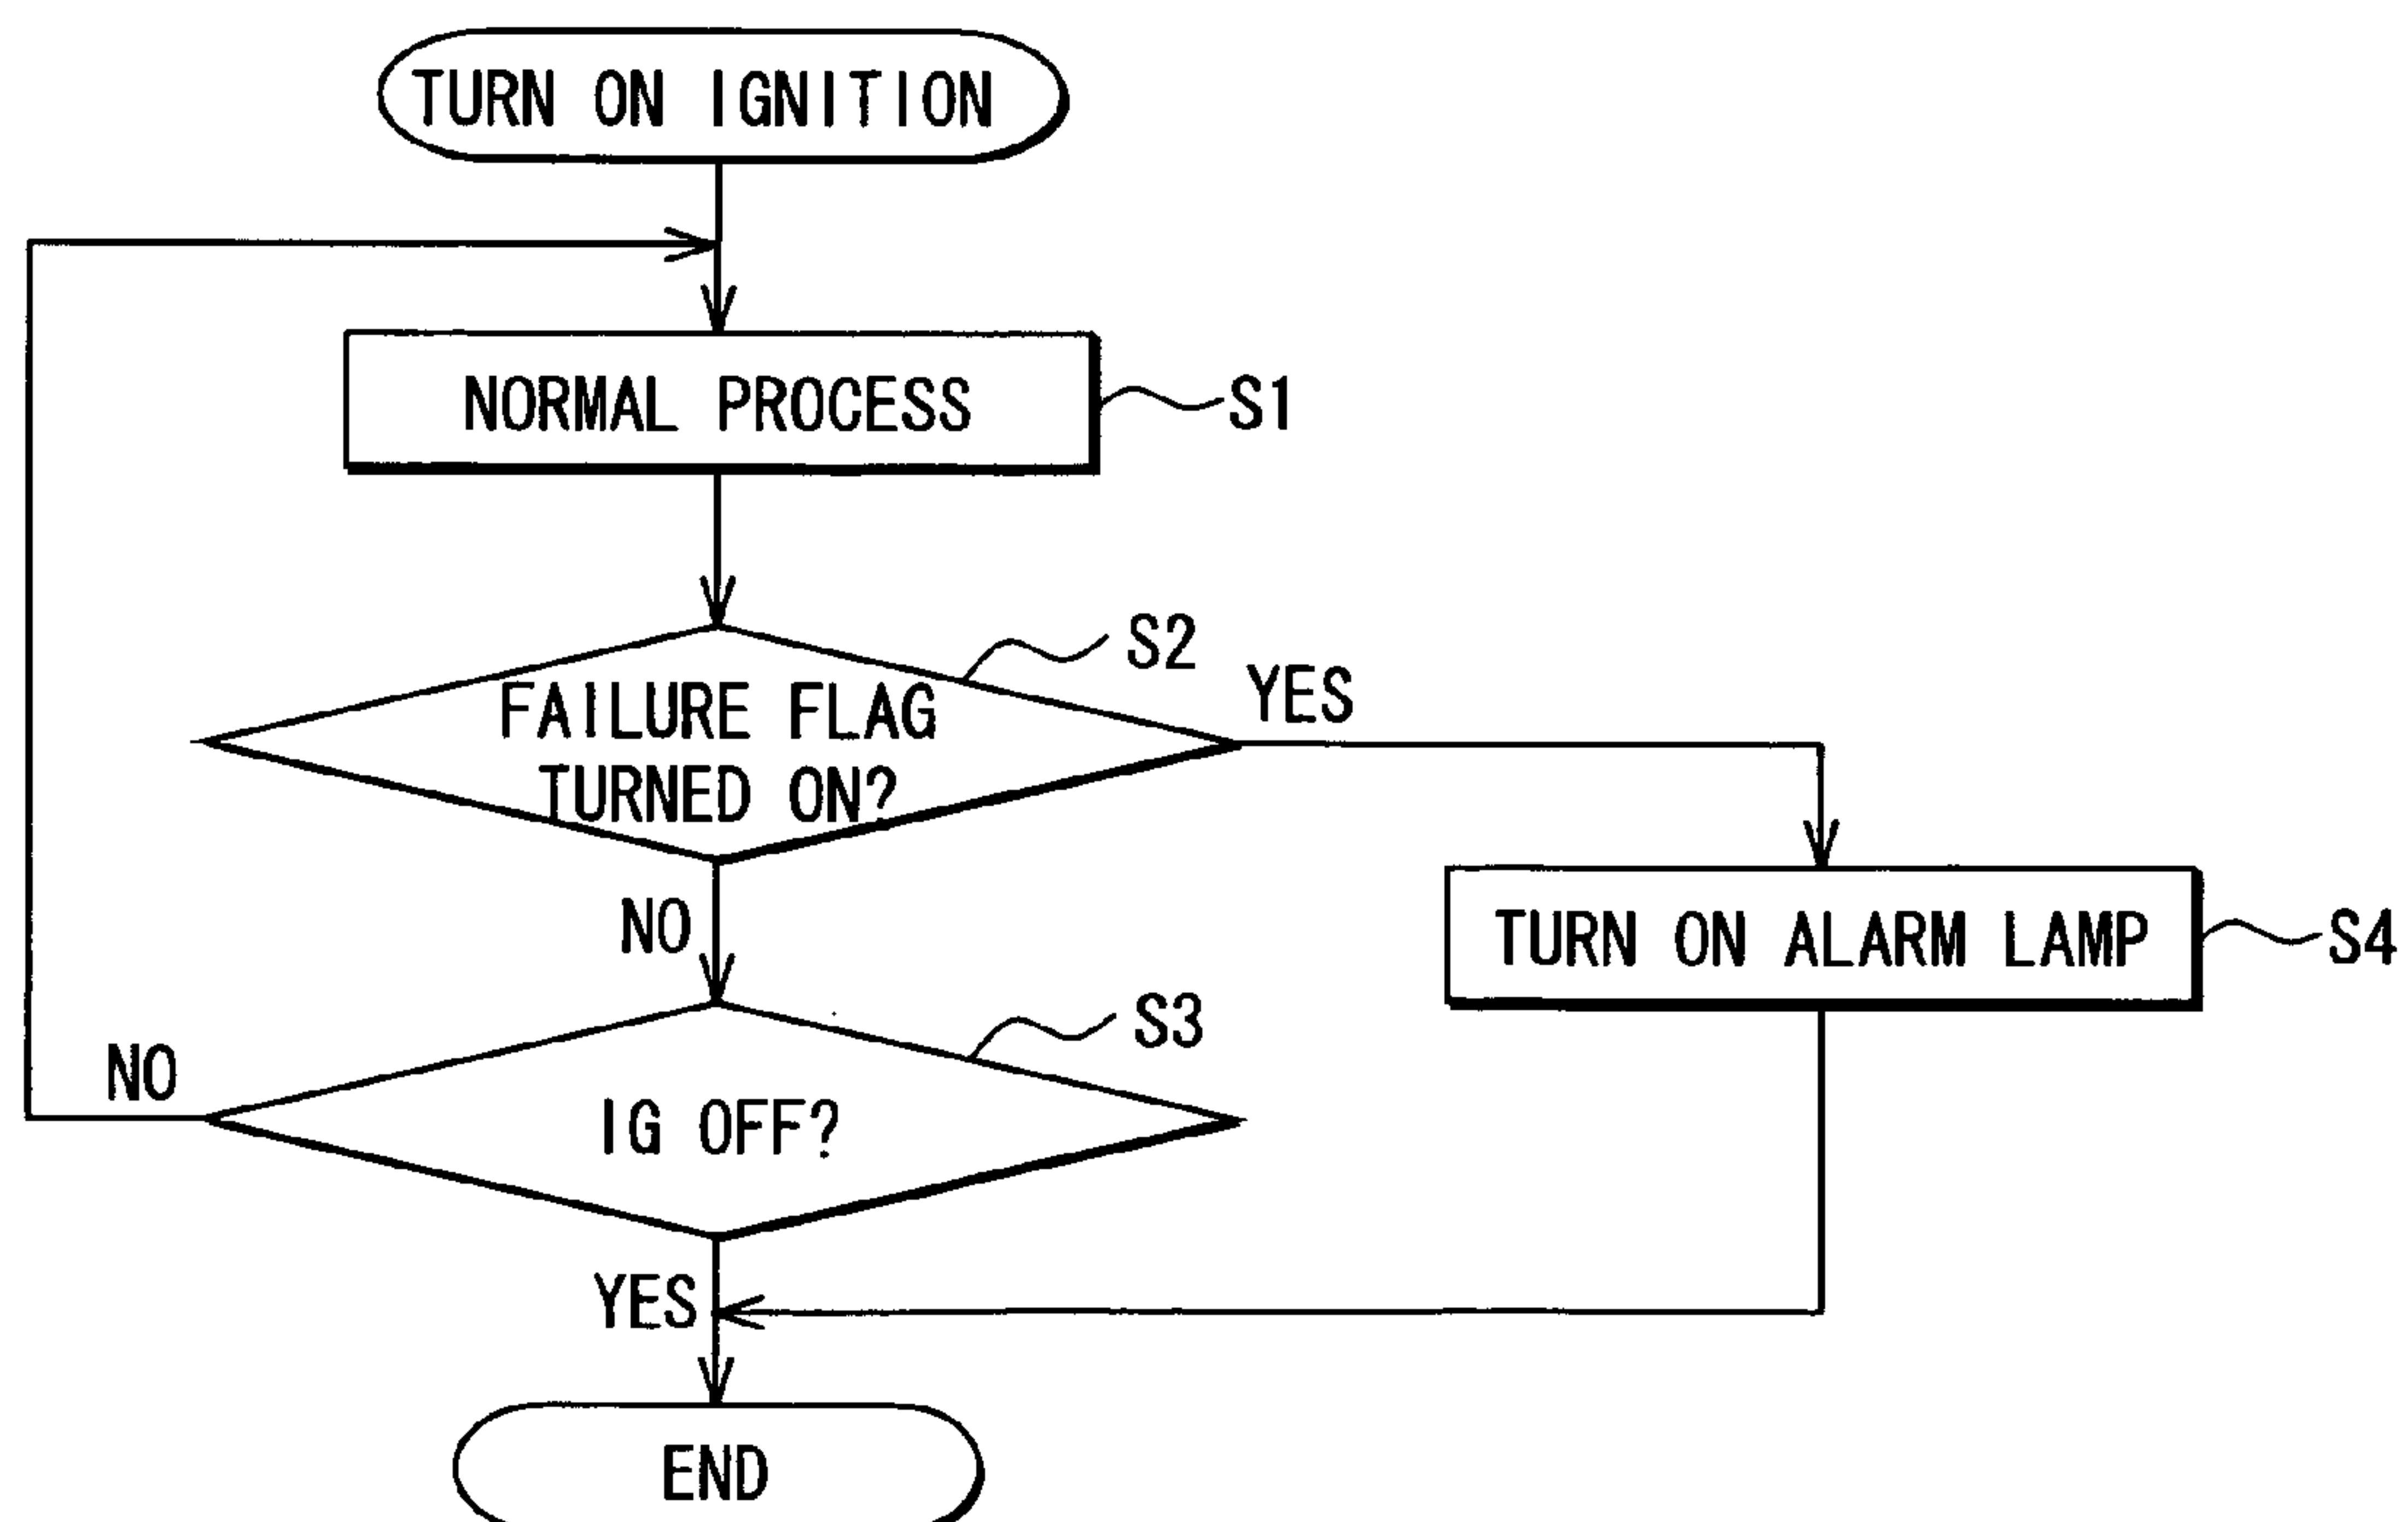 TURN ON IGNITION
NORMAL PROCESS
S1
S2
FAILURE FLAG
TURNED ON?
YES
NO
TURN ON ALARM LAMP
S4
S3
NO
IG OFF?
YES
END